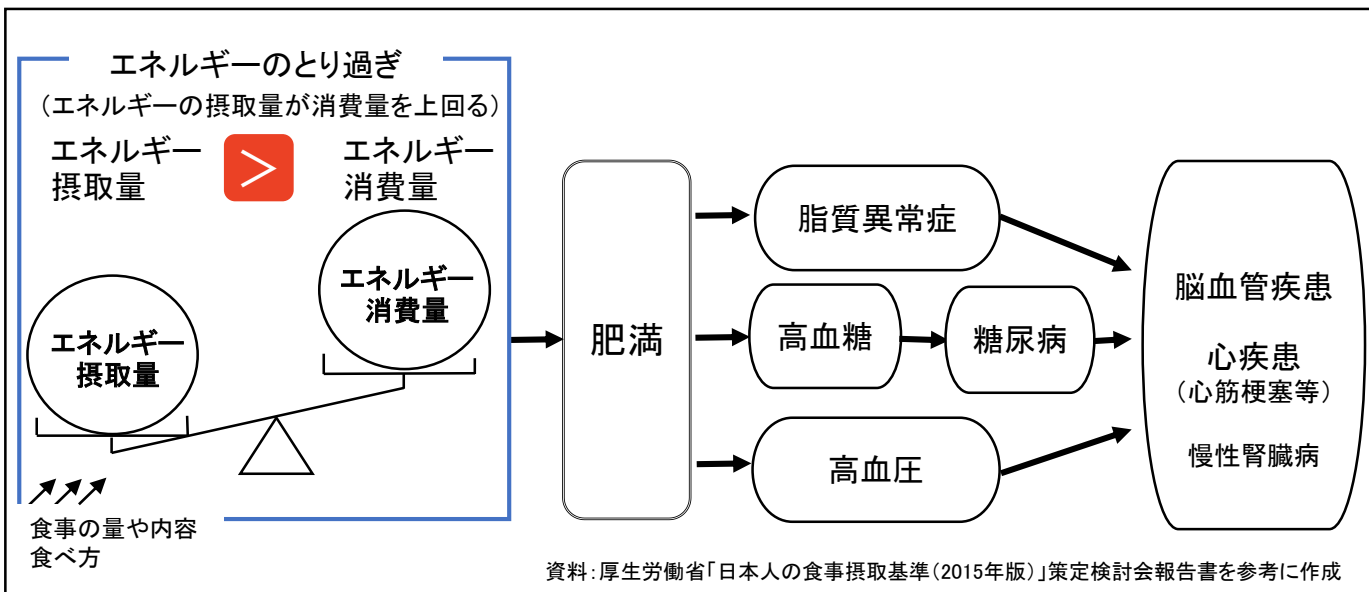 エネルギーのとり過ぎ
(エネルギーの摂取量が消費量を上回る)
エネルギー
摂取量
>
エネルギー
消費量
エネルギー
摂取量
エネルギー
消費量
食事の量や内容
食べ方
肥満
脂質異常症
高血糖
糖尿病
高血圧
脳血管疾患
心疾患
(心筋梗塞等)
慢性腎臓病
資料:厚生労働省「日本人の食事摂取基準(2015年版)」策定検討会報告書を参考に作成